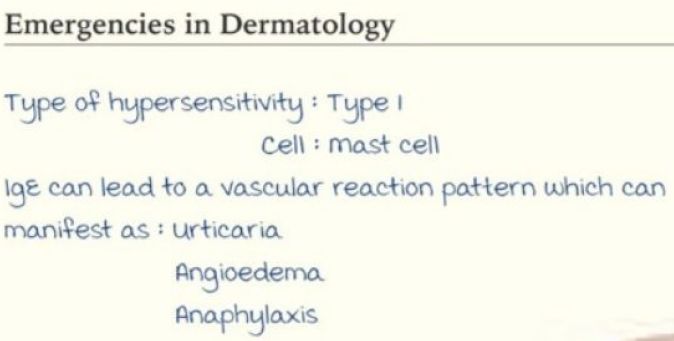 Emergencies in Dermatology
Type of hypersensitivity : Type I
Cell : mast cell
IgE can lead to a vascular reaction pattern which can
manifest as : urticaria
Angioedema
Anaphylaxis